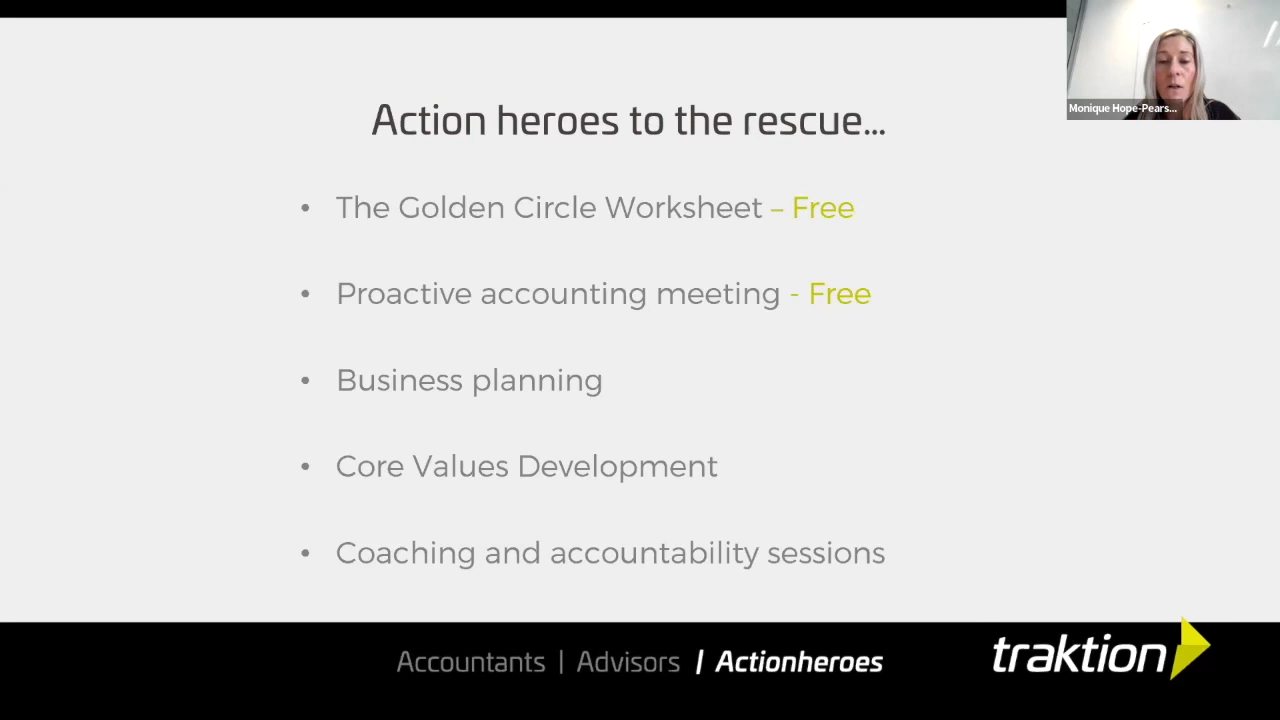 Monique Hope-Pears...
Action heroes to the rescue...
• The Golden Circle Worksheet – Free
• Proactive accounting meeting - Free
• Business planning
• Core Values Development
• Coaching and accountability sessions
Accountants | Advisors | Actionheroes
traktion